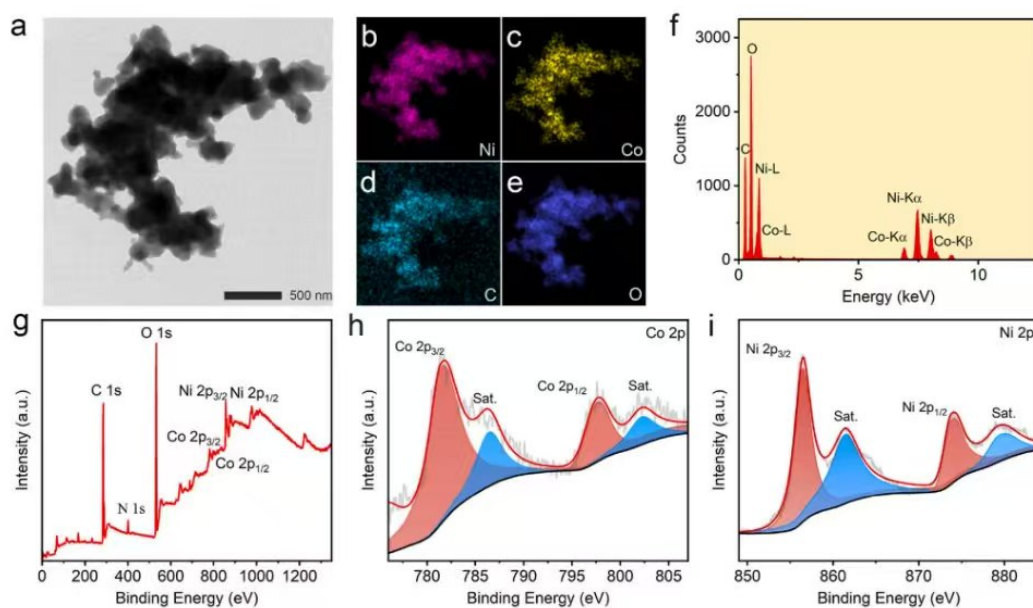 a
500 nm
b
Ni
c
Co
d
C
e
O
f
3000
2000
1000
0
Counts
O
C
Ni-L
Co-L
Co-Kα
Ni-Kα
Ni-Kβ
Co-Kβ
0 5 10
Energy (keV)
g
Intensity (a.u.)
O 1s
C 1s
N 1s
Ni 2p3/2 Ni 2p1/2
Co 2p3/2
Co 2p1/2
0 200 400 600 800 1000 1200
Binding Energy (eV)
h
Co 2p
Intensity (a.u.)
Co 2p3/2
Sat.
Co 2p1/2
Sat.
780 785 790 795 800 805
Binding Energy (eV)
i
Ni 2p
Intensity (a.u.)
Ni 2p3/2
Sat.
Ni 2p1/2
Sat.
850 860 870 880
Binding Energy (eV)